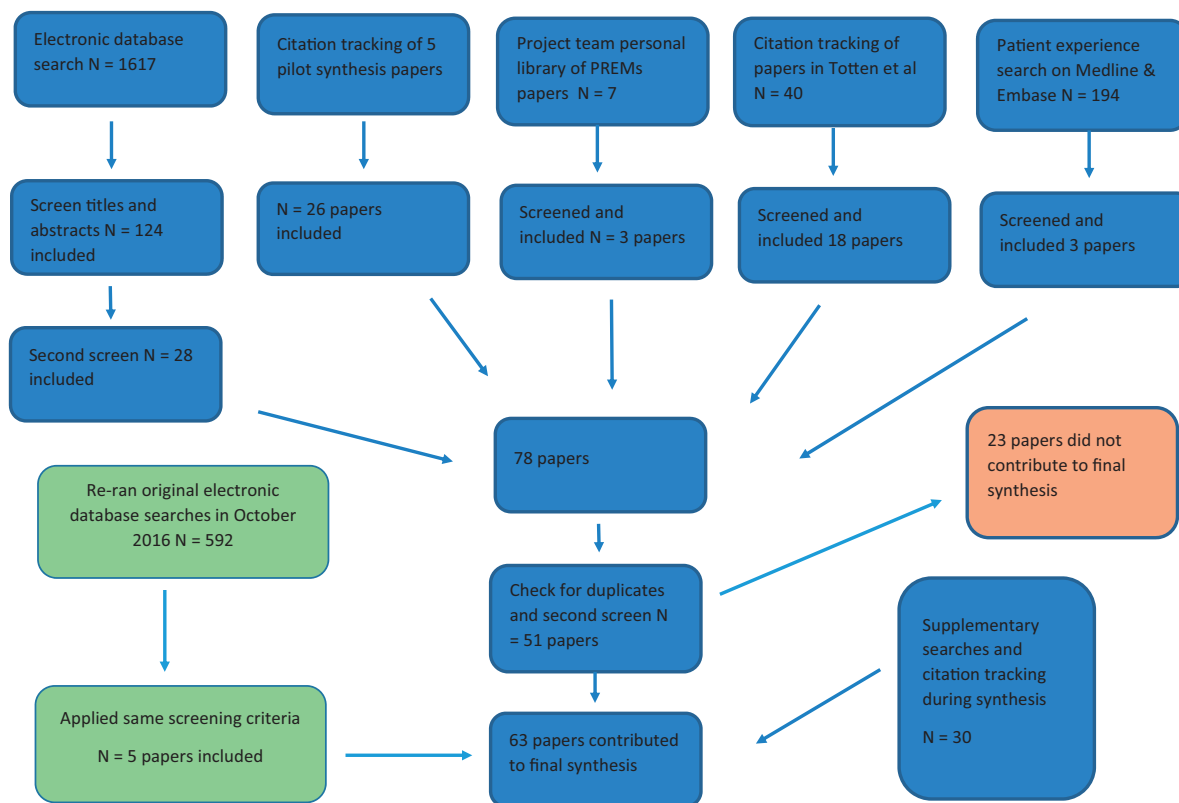 Electronic database
search N = 1617
Citation tracking of 5
pilot synthesis papers
Project team personal
library of PREMs
papers N = 7
Citation tracking of
papers in Totten et al
N = 40
Patient experience
search on Medline &
Embase N = 194
Screen titles and
abstracts N = 124
included
N = 26 papers
included
Screened and
included N = 3 papers
Screened and
included 18 papers
Screened and
included 3 papers
Second screen N = 28
included
78 papers
23 papers did not
contribute to final
synthesis
Re-ran original electronic
database searches in October
2016 N = 592
Check for duplicates
and second screen N
= 51 papers
Supplementary
searches and
citation tracking
during synthesis
N = 30
Applied same screening criteria
N = 5 papers included
63 papers contributed
to final synthesis